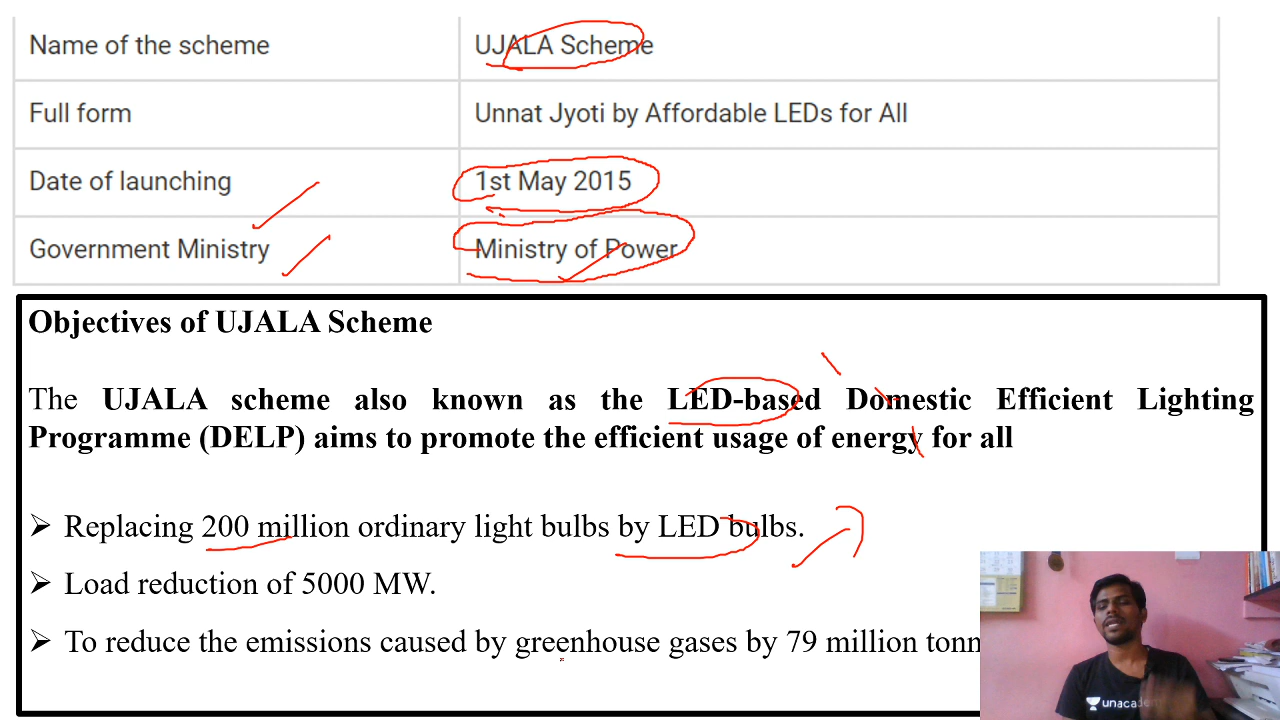 Name of the scheme UJALA Scheme
Full form Unnat Jyoti by Affordable LEDs for All
Date of launching 1st May 2015
Government Ministry Ministry of Power
Objectives of UJALA Scheme
The UJALA scheme also known as the LED-based Domestic Efficient Lighting
Programme (DELP) aims to promote the efficient usage of energy for all
➤ Replacing 200 million ordinary light bulbs by LED bulbs.
➤ Load reduction of 5000 MW.
➤ To reduce the emissions caused by greenhouse gases by 79 million tonn
unacadem